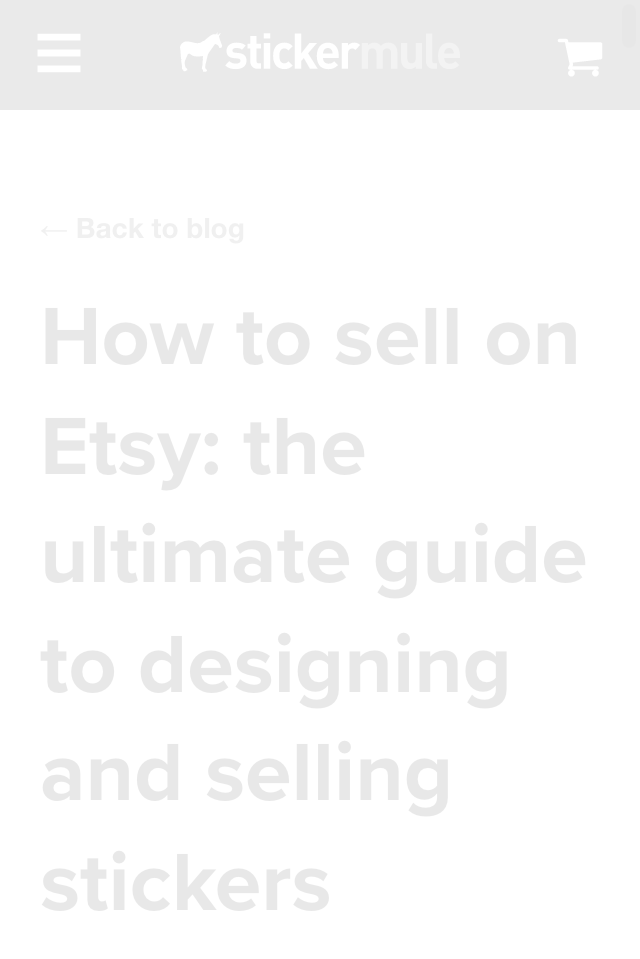 stickermule
← Back to blog
How to sell on
Etsy: the
ultimate guide
to designing
and selling
stickers